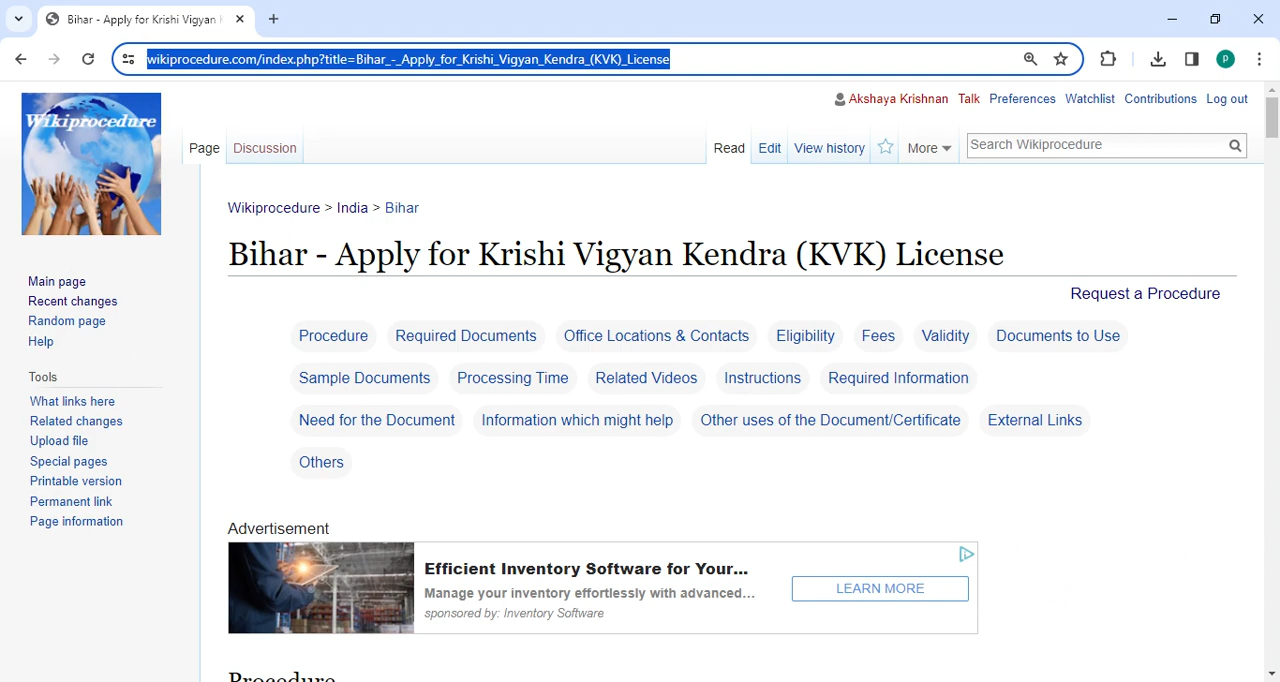 Bihar - Apply for Krishi Vigyan
wikiprocedure.com/index.php?title=Bihar_-_Apply_for_Krishi_Vigyan_Kendra_(KVK)_License
P
Wikiprocedure
Akshaya Krishnan Talk Preferences Watchlist Contributions Log out
Page Discussion Read Edit View history More Search Wikiprocedure
Wikiprocedure > India > Bihar
Bihar - Apply for Krishi Vigyan Kendra (KVK) License
Request a Procedure
Main page
Recent changes
Random page
Help
Tools
What links here
Related changes
Upload file
Special pages
Printable version
Permanent link
Page information
Procedure Required Documents Office Locations & Contacts Eligibility Fees Validity Documents to Use
Sample Documents Processing Time Related Videos Instructions Required Information
Need for the Document Information which might help Other uses of the Document/Certificate External Links
Others
Advertisement
Efficient Inventory Software for Your...
Manage your inventory effortlessly with advanced...
sponsored by: Inventory Software
LEARN MORE
Procedure